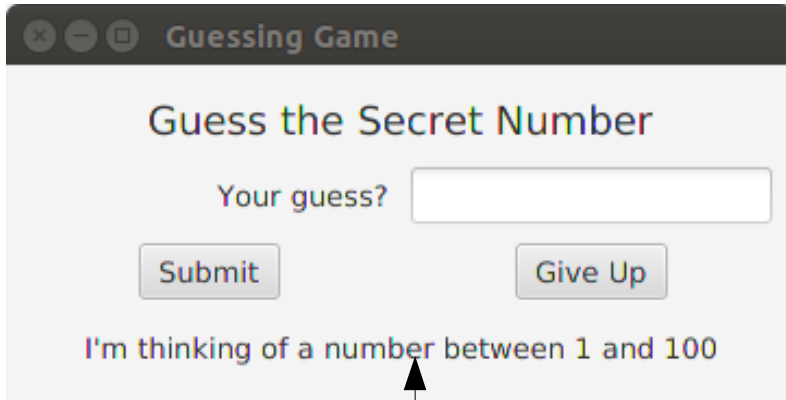 Guessing Game
Guess the Secret Number
Your guess?
Submit Give Up
I'm thinking of a number between 1 and 100